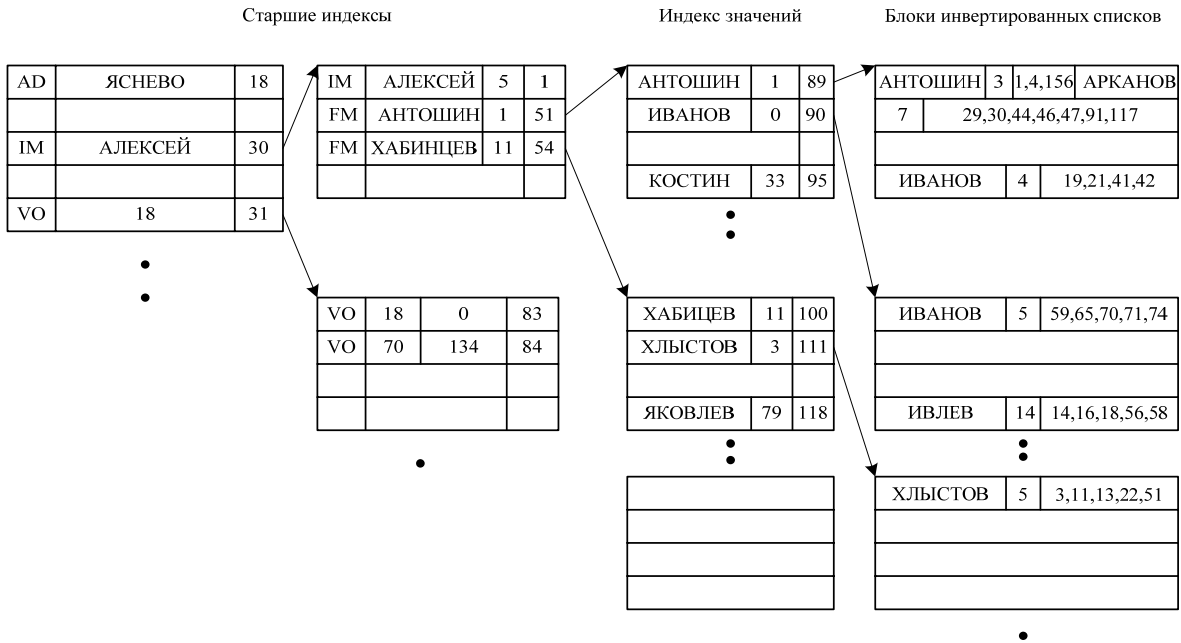 Старшие индексы
Индекс значений
Блоки инвертированных списков
AD ЯСНЕВО 18
IM АЛЕКСЕЙ 30
VO 18 31
IM АЛЕКСЕЙ 5 1
FM АНТОШИН 1 51
FM ХАБИНЦЕВ 11 54
VO 18 0 83
VO 70 134 84
АНТОШИН 1 89
ИВАНОВ 0 90
КОСТИН 33 95
ХАБИЦЕВ 11 100
ХЛЫСТОВ 3 111
ЯКОВЛЕВ 79 118
АНТОШИН 3 1,4,156 АРКАНОВ
7 29,30,44,46,47,91,117
ИВАНОВ 4 19,21,41,42
ИВАНОВ 5 59,65,70,71,74
ИВЛЕВ 14 14,16,18,56,58
ХЛЫСТОВ 5 3,11,13,22,51